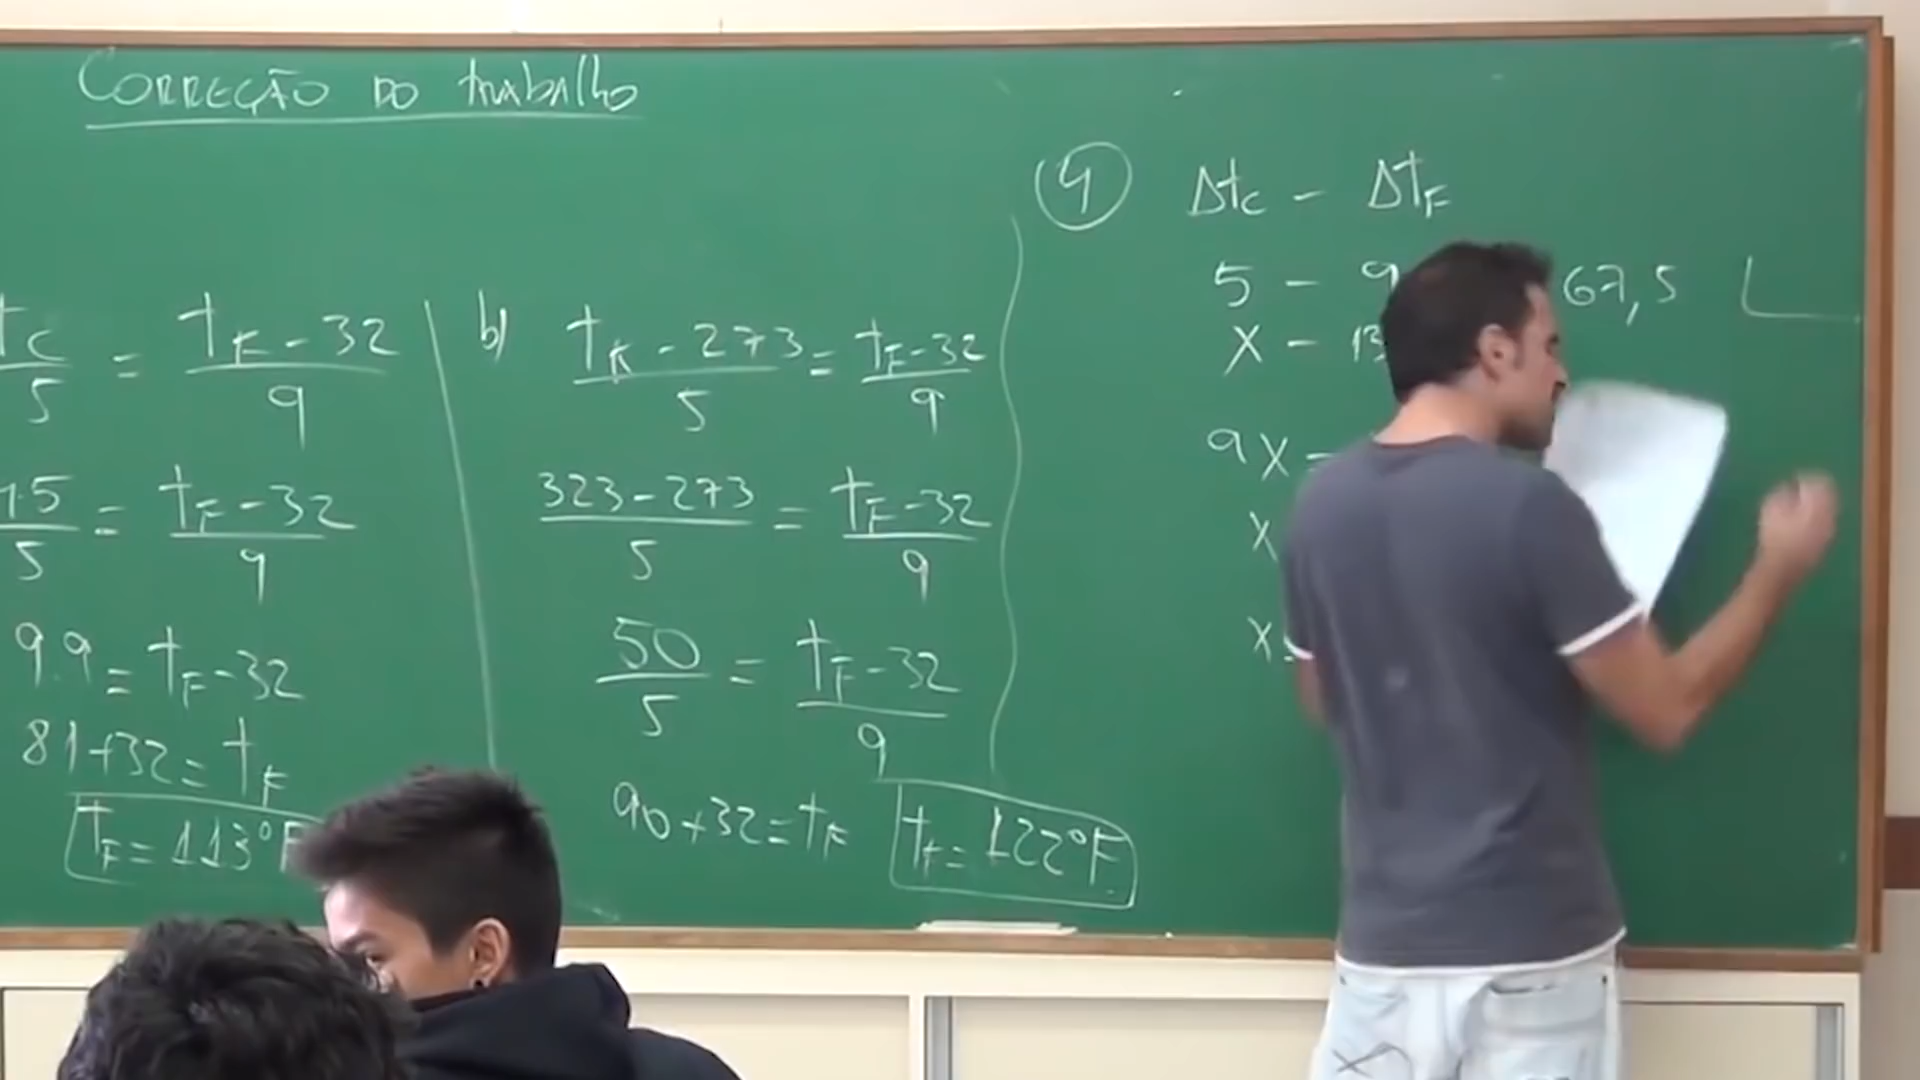 CORREÇÃO DO trabalho
tc/5 = (tF - 32)/9
5/5 = (tF - 32)/9
9.9 = tF - 32
81 + 32 = tF
tF = 113°F
b) (tK - 273)/5 = (tF - 32)/9
(323 - 273)/5 = (tF - 32)/9
50/5 = (tF - 32)/9
90 + 32 = tF
tF = 122°F
4 Δtc - ΔtF
5 - 9
67,5
X - 13
9X =
X
X =